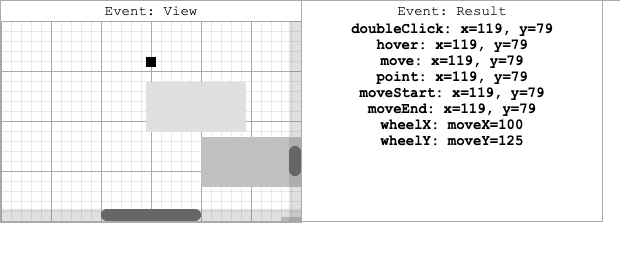 Event: View
Event: Result
doubleClick: x=119, y=79
hover: x=119, y=79
move: x=119, y=79
point: x=119, y=79
moveStart: x=119, y=79
moveEnd: x=119, y=79
wheelX: moveX=100
wheelY: moveY=125